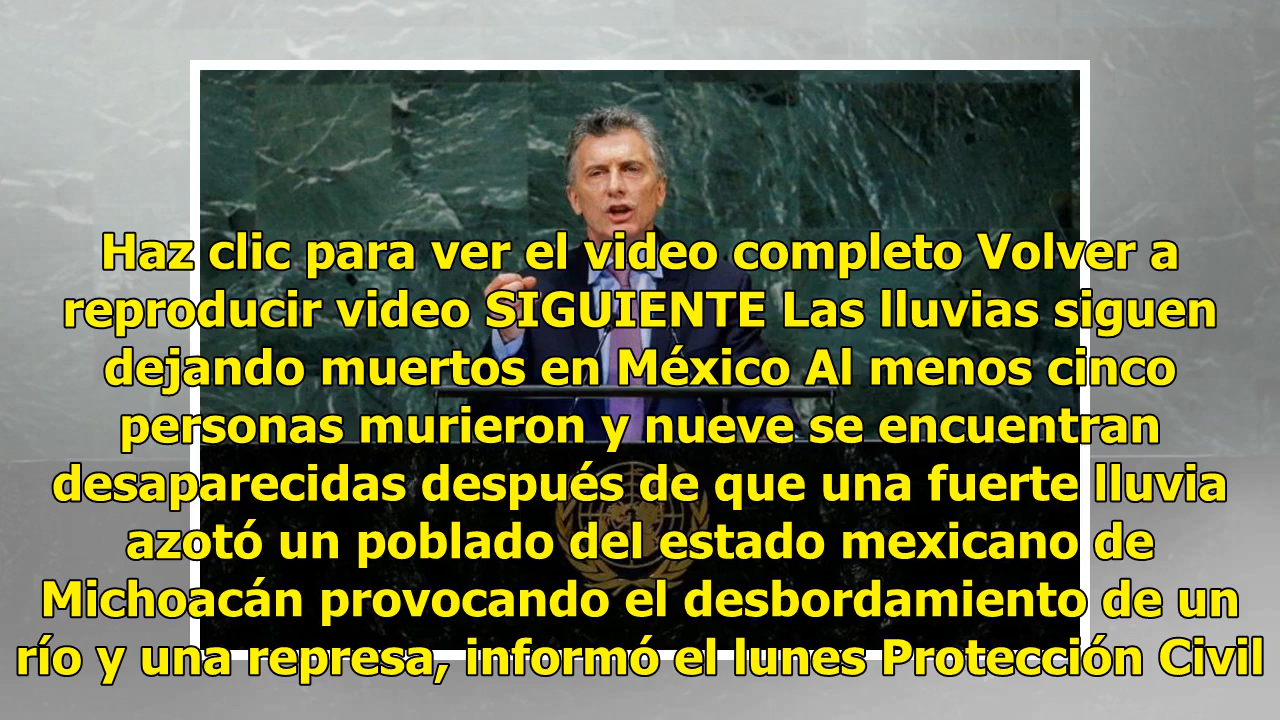 Haz clic para ver el video completo Volver a
reproducir video SIGUIENTE Las lluvias siguen
dejando muertos en México Al menos cinco
personas murieron y nueve se encuentran
desaparecidas después de que una fuerte lluvia
azotó un poblado del estado mexicano de
Michoacán provocando el desbordamiento de un
río y una represa, informó el lunes Protección Civil